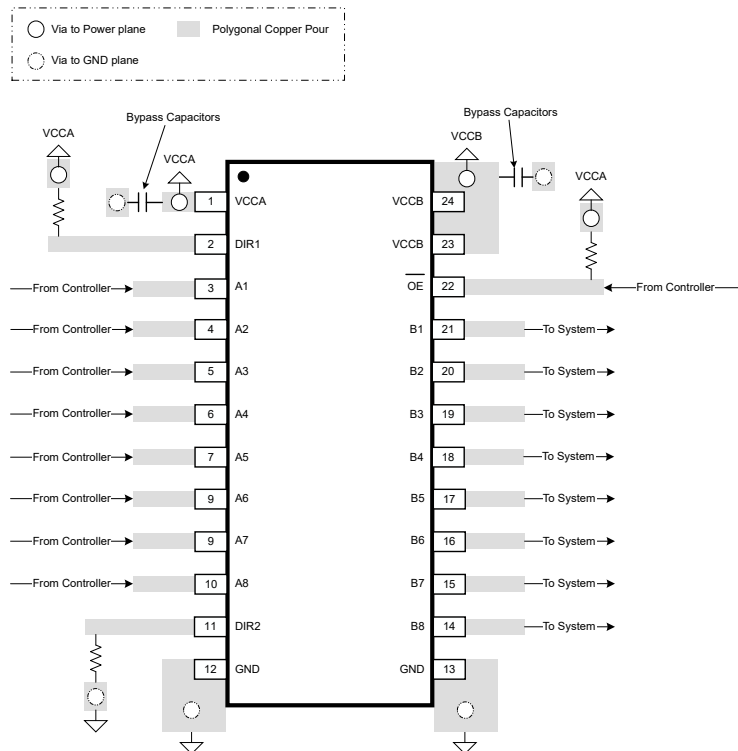 Via to Power plane
Polygonal Copper Pour
Via to GND plane
Bypass Capacitors
Bypass Capacitors
VCCA
VCCA
VCCB
VCCA
1 VCCA VCCB 24
2 DIR1 VCCB 23
From Controller 3 A1 OE 22 From Controller
From Controller 4 A2 B1 21 To System
From Controller 5 A3 B2 20 To System
From Controller 6 A4 B3 19 To System
From Controller 7 A5 B4 18 To System
From Controller 9 A6 B5 17 To System
From Controller 9 A7 B6 16 To System
From Controller 10 A8 B7 15 To System
11 DIR2 B8 14 To System
12 GND GND 13